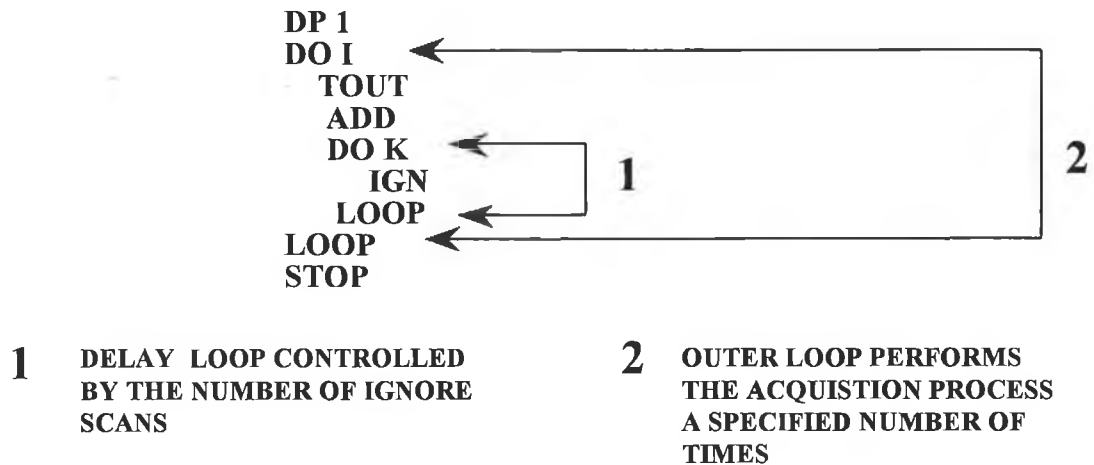 DP 1
DO I
TOUT
ADD
DO K
IGN
LOOP
LOOP
STOP
1
2
1 DELAY LOOP CONTROLLED
BY THE NUMBER OF IGNORE
SCANS
2 OUTER LOOP PERFORMS
THE ACQUISTION PROCESS
A SPECIFIED NUMBER OF
TIMES